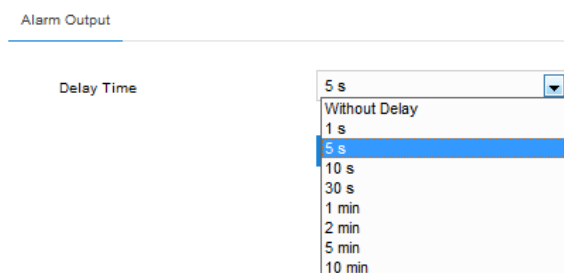 Alarm Output
Delay Time
5 s
Without Delay
1 s
5 s
10 s
30 s
1 min
2 min
5 min
10 min